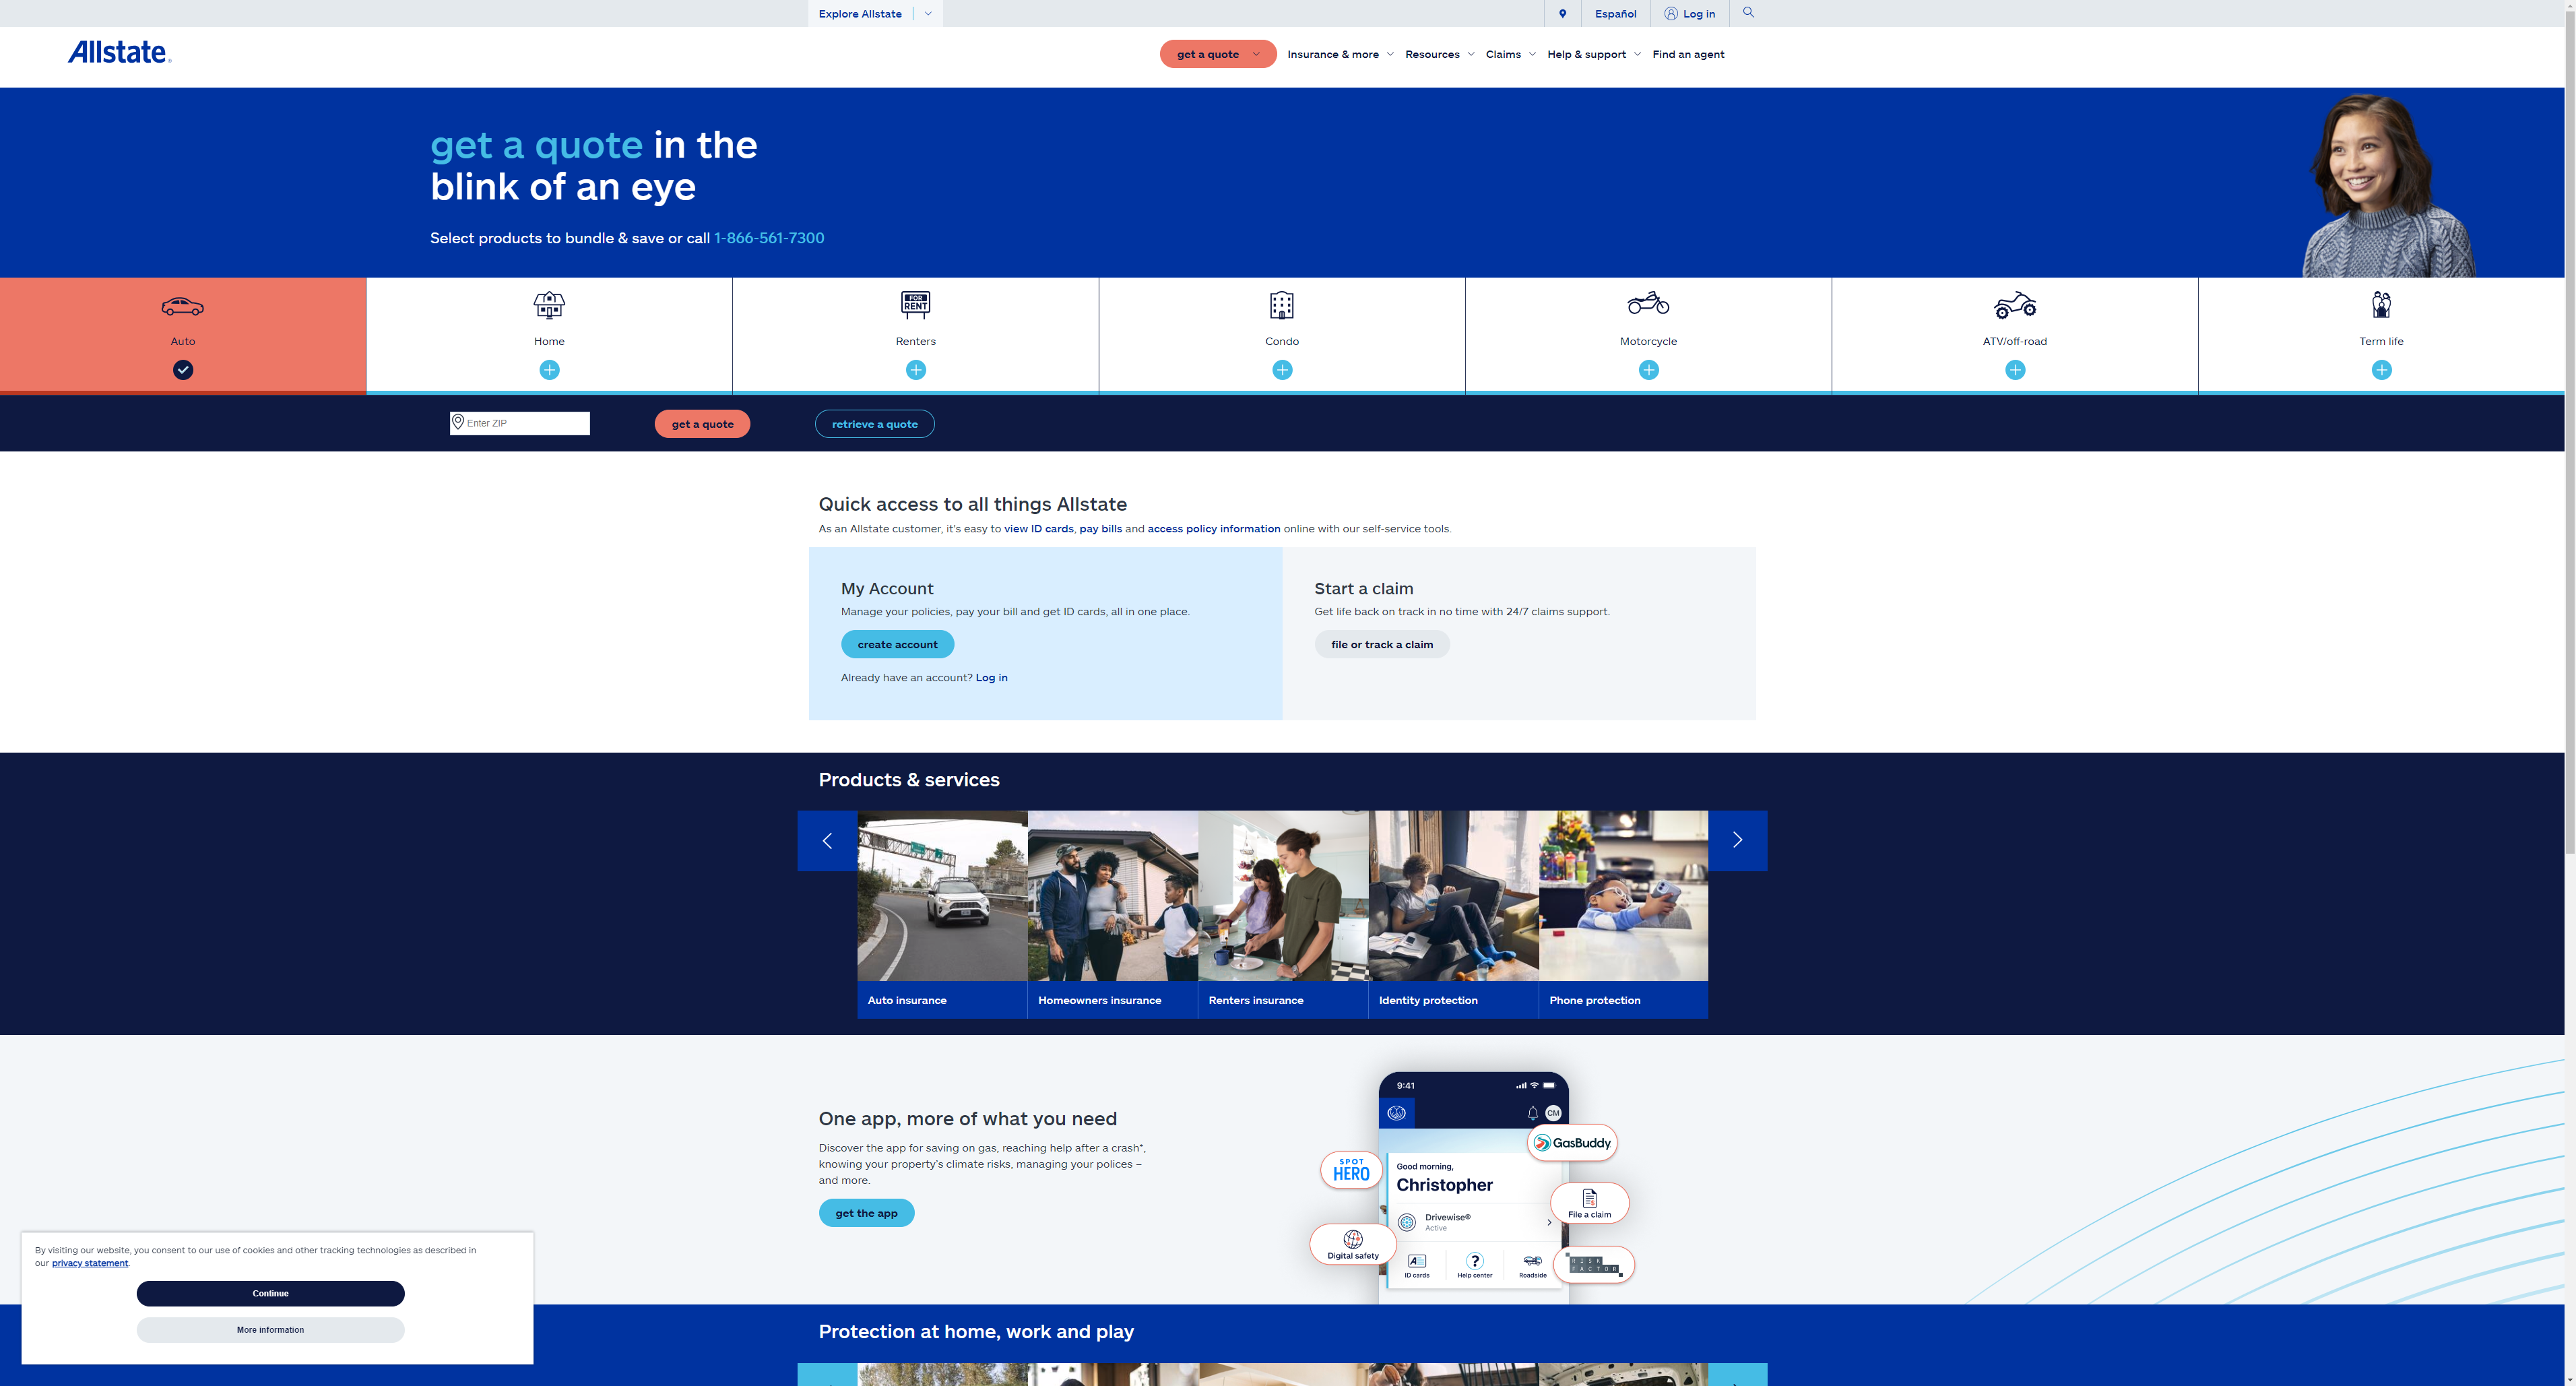 Explore Allstate
Español
Log in
Allstate®
get a quote
Insurance & more
Resources
Claims
Help & support
Find an agent
get a quote in the
blink of an eye
Select products to bundle & save or call 1-866-561-7300
Auto
Home
FOR
RENT
Renters
Condo
Motorcycle
ATV/off-road
Term life
Enter ZIP
get a quote
retrieve a quote
Quick access to all things Allstate
As an Allstate customer, it's easy to view ID cards, pay bills and access policy information online with our self-service tools.
My Account
Manage your policies, pay your bill and get ID cards, all in one place.
create account
Already have an account? Log in
Start a claim
Get life back on track in no time with 24/7 claims support.
file or track a claim
Products & services
Auto insurance
Homeowners insurance
Renters insurance
Identity protection
Phone protection
One app, more of what you need
Discover the app for saving on gas, reaching help after a crash*,
knowing your property's climate risks, managing your polices –
and more.
get the app
9:41
CM
GasBuddy
SPOT
HERO
Good morning,
Christopher
File a claim
Drivewise®
Active
Digital safety
ID cards
Help center
Roadside
RISK
FACTOR
By visiting our website, you consent to our use of cookies and other tracking technologies as described in
our privacy statement.
Continue
More information
Protection at home, work and play